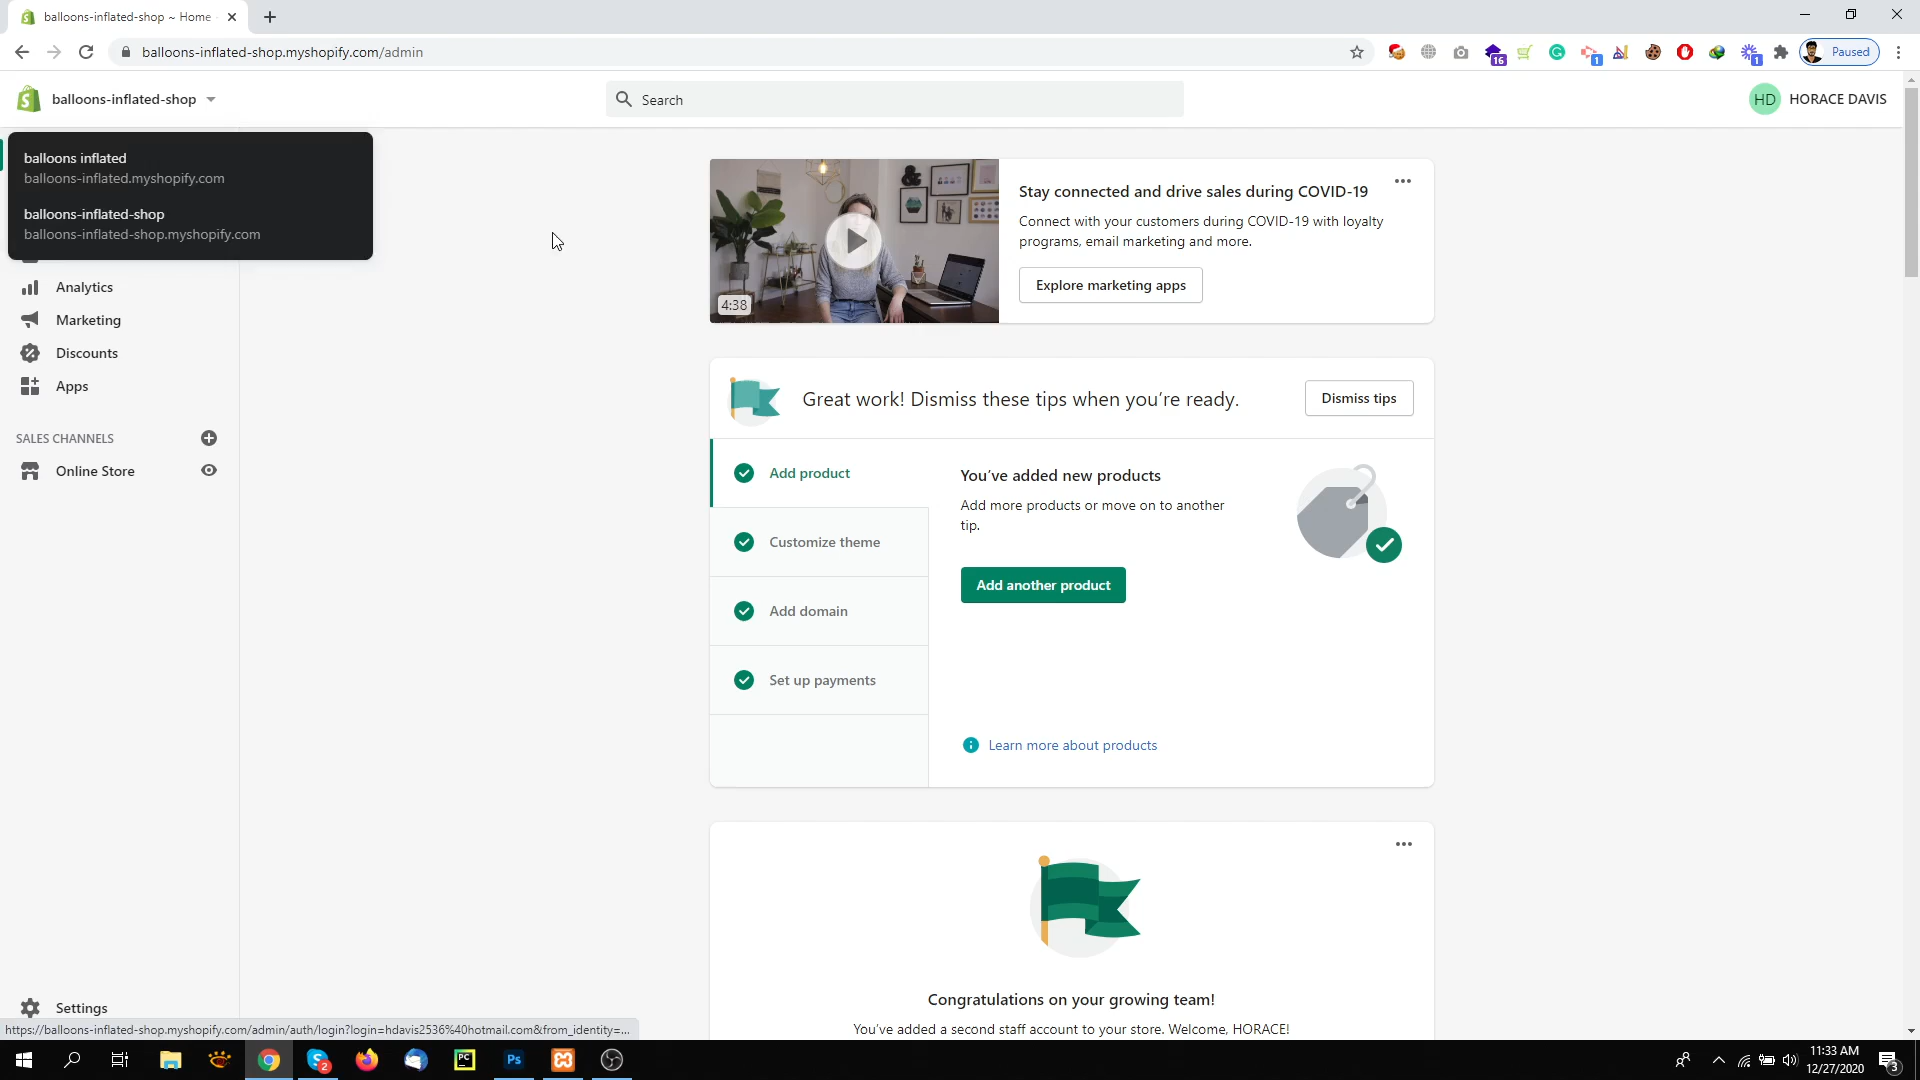 balloons-inflated-shop ~ Home
balloons-inflated-shop.myshopify.com/admin
16
1
1
Paused
balloons-inflated-shop
Search
HD
HORACE DAVIS
balloons inflated
balloons-inflated.myshopify.com
balloons-inflated-shop
balloons-inflated-shop.myshopify.com
Analytics
Marketing
Discounts
Apps
SALES CHANNELS
Online Store
Settings
4:38
Stay connected and drive sales during COVID-19
Connect with your customers during COVID-19 with loyalty
programs, email marketing and more.
Explore marketing apps
Great work! Dismiss these tips when you're ready.
Dismiss tips
Add product
Customize theme
Add domain
Set up payments
You've added new products
Add more products or move on to another
tip.
Add another product
Learn more about products
Congratulations on your growing team!
You've added a second staff account to your store. Welcome, HORACE!
https://balloons-inflated-shop.myshopify.com/admin/auth/login?login=hdavis2536%40hotmail.com&from_identity=...
2
PC
Ps
11:33 AM
12/27/2020
3